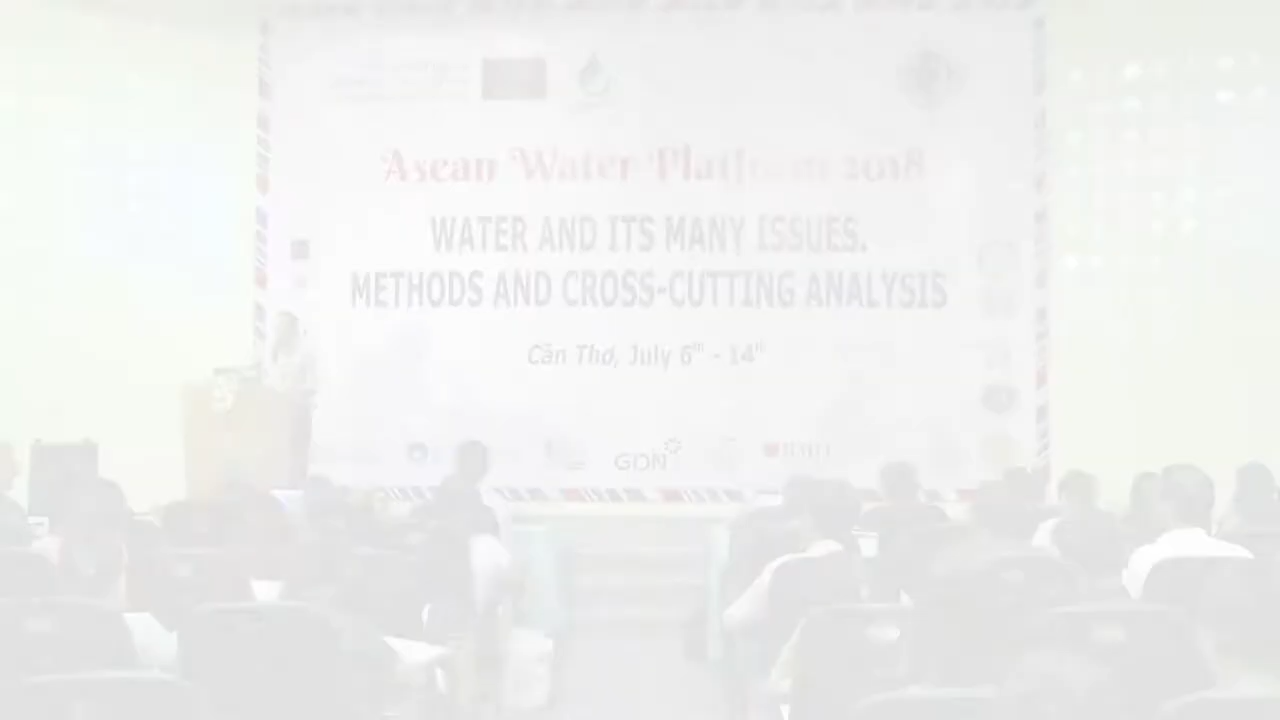 Asean Water Platform 2018
WATER AND ITS MANY ISSUES.
METHODS AND CROSS-CUTTING ANALYSIS
Cần Thơ, July 6th - 14th
GDN